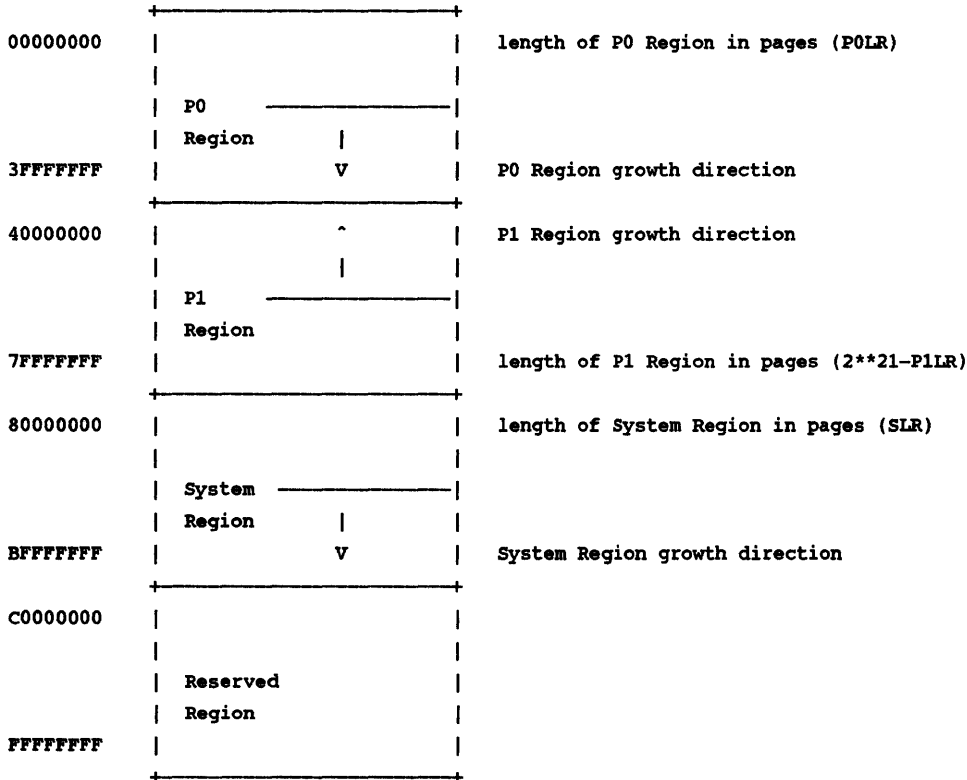 00000000 length of P0 Region in pages (P0LR)
P0
Region
3FFFFFFF V P0 Region growth direction
40000000 ^ P1 Region growth direction
P1
Region
7FFFFFFF length of P1 Region in pages (2**21-P1LR)
80000000 length of System Region in pages (SLR)
System
Region
BFFFFFFF V System Region growth direction
C0000000
Reserved
Region
FFFFFFFF